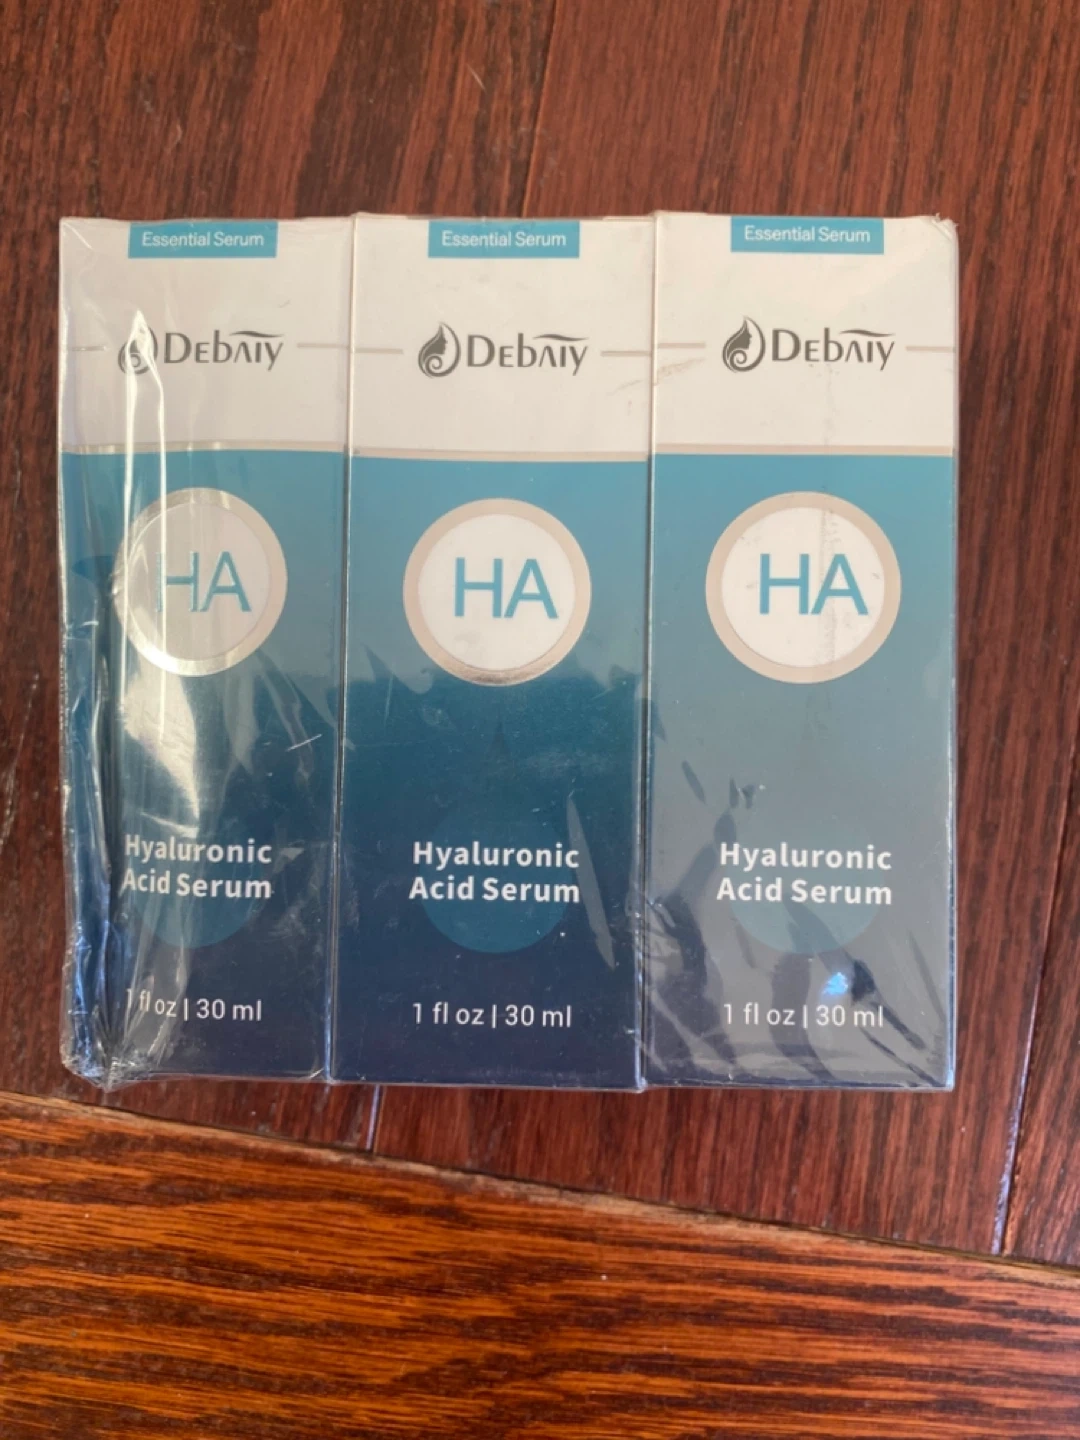 Essential Serum
Debaiy
HA
Hyaluronic
Acid Serum
1 fl oz | 30 ml
Essential Serum
Debaiy
HA
Hyaluronic
Acid Serum
1 fl oz | 30 ml
Essential Serum
Debaiy
HA
Hyaluronic
Acid Serum
1 fl oz | 30 ml